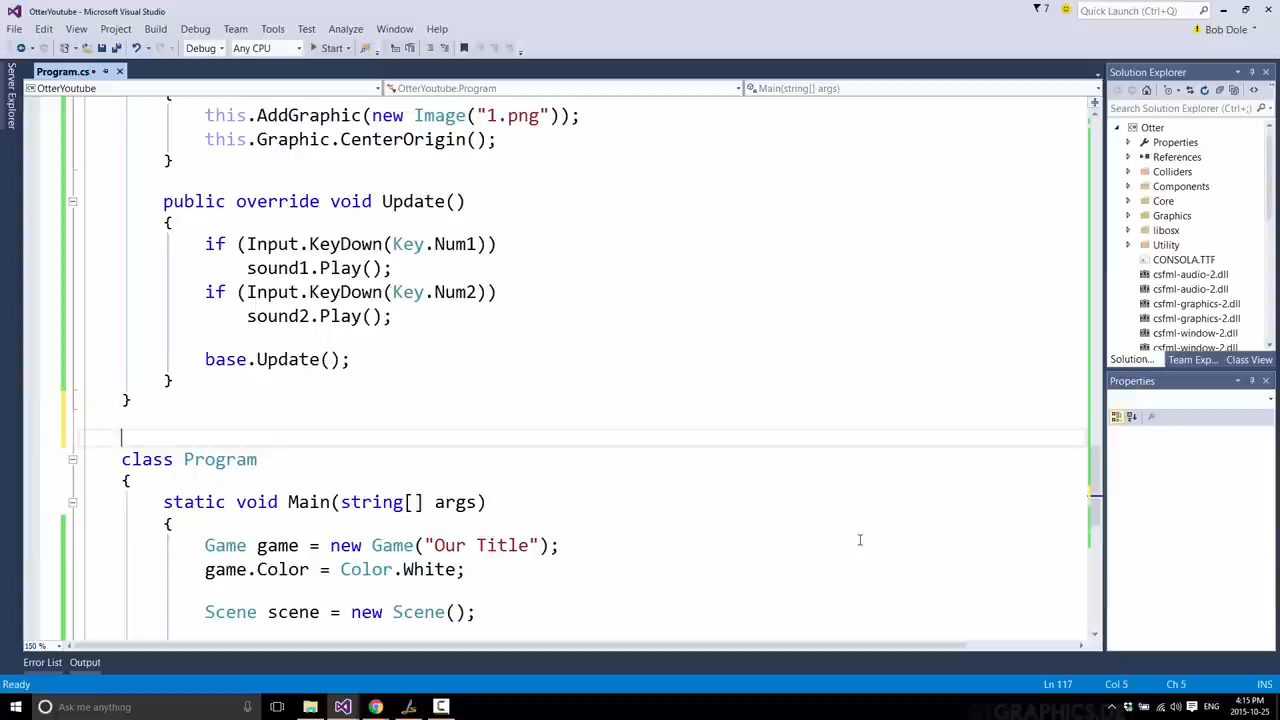 OtterYoutube - Microsoft Visual Studio
7
Quick Launch (Ctrl+Q)
File Edit View Project Build Debug Team Tools Test Analyze Window Help
Bob Dole
Debug Any CPU Start
Server Explorer
Program.cs
OtterYoutube OtterYoutube.Program Main(string[] args)
{
this.AddGraphic(new Image("1.png"));
this.Graphic.CenterOrigin();
}
public override void Update()
{
if (Input.KeyDown(Key.Num1))
sound1.Play();
if (Input.KeyDown(Key.Num2))
sound2.Play();
base.Update();
}
}
class Program
{
static void Main(string[] args)
{
Game game = new Game("Our Title");
game.Color = Color.White;
Scene scene = new Scene();
150 %
Solution Explorer
Search Solution Explorer (Ctrl+;)
Otter
Properties
References
Colliders
Components
Core
Graphics
libosx
Utility
CONSOLA.TTF
csfml-audio-2.dll
csfml-audio-2.dll
csfml-graphics-2.dll
csfml-graphics-2.dll
csfml-window-2.dll
csfml-window-2.dll
Solution... Team Exp... Class View
Properties
Error List Output
Ready Ln 117 Col 5 Ch 5 INS
Ask me anything
ENG
4:15 PM
2015-10-25